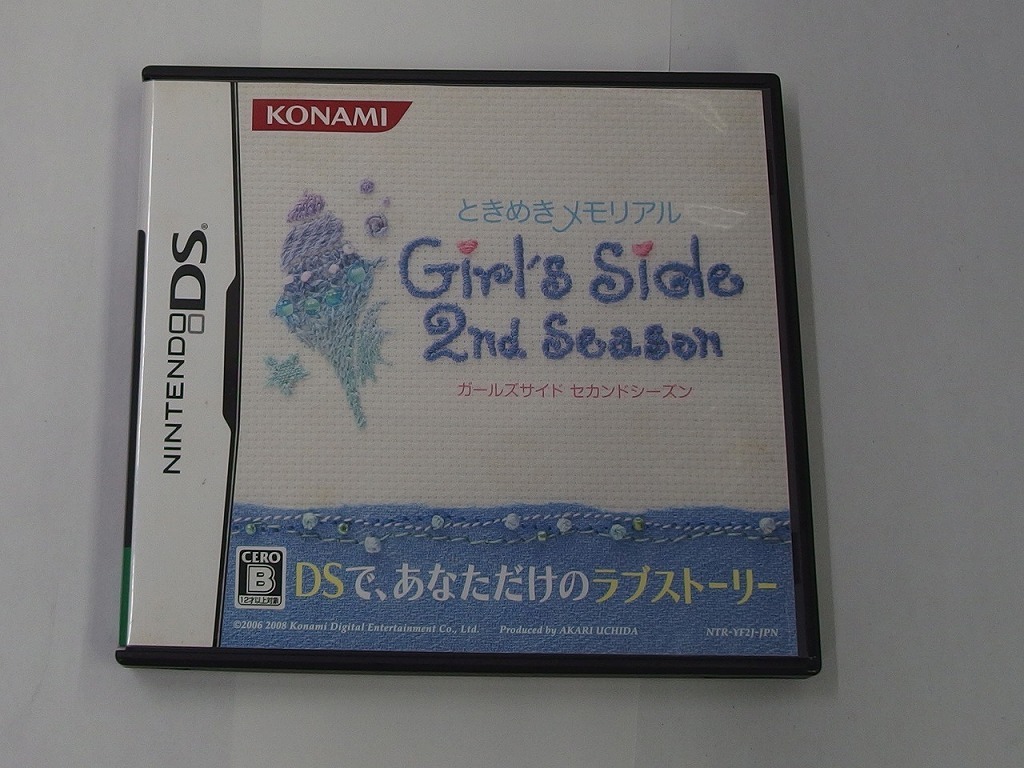 KONAMI
NINTENDO DS®
ときめきメモリアル
Girl's Side
2nd Season
ガールズサイド セカンドシーズン
CERO
B
12才以上対象
DSで、あなただけのラブストーリー
©2006 2008 Konami Digital Entertainment Co., Ltd. Produced by AKARI UCHIDA NTR-YF2J-JPN